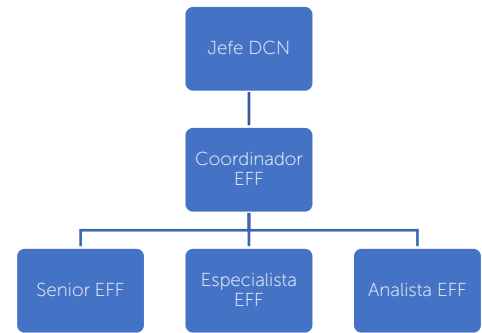 Jefe DCN
Coordinador
EFF
Senior EFF
Especialista
EFF
Analista EFF